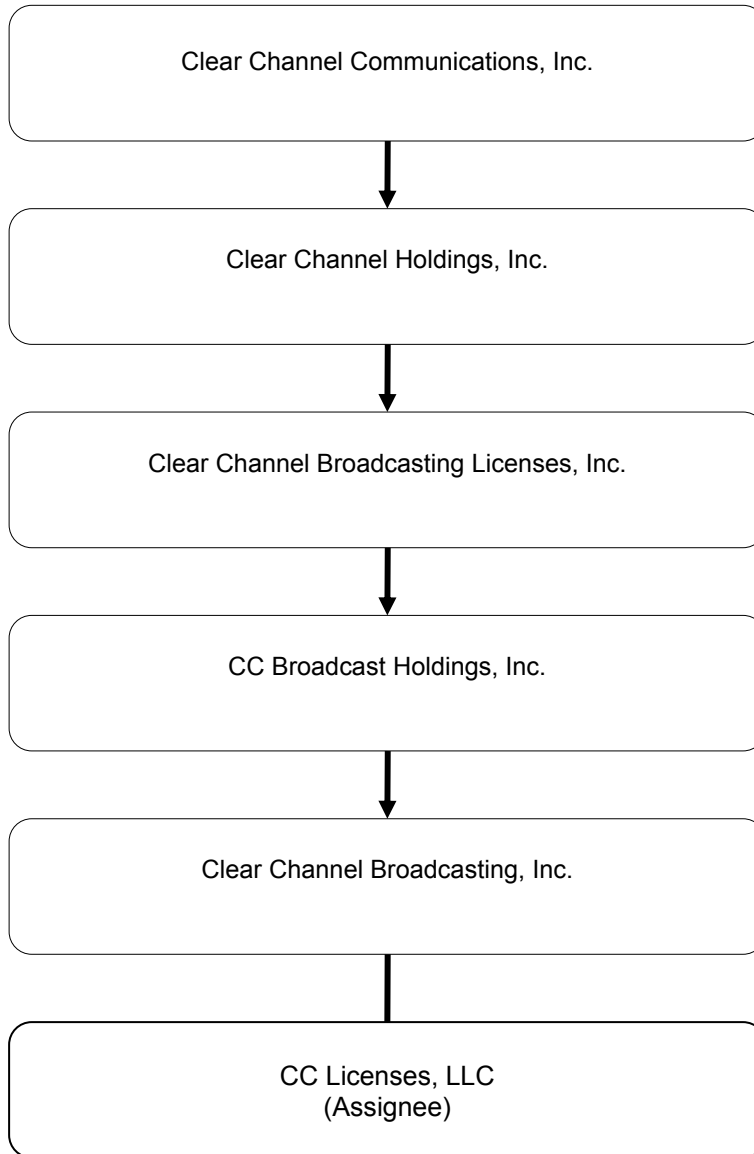 Clear Channel Communications, Inc.
Clear Channel Holdings, Inc.
Clear Channel Broadcasting Licenses, Inc.
CC Broadcast Holdings, Inc.
Clear Channel Broadcasting, Inc.
CC Licenses, LLC
(Assignee)